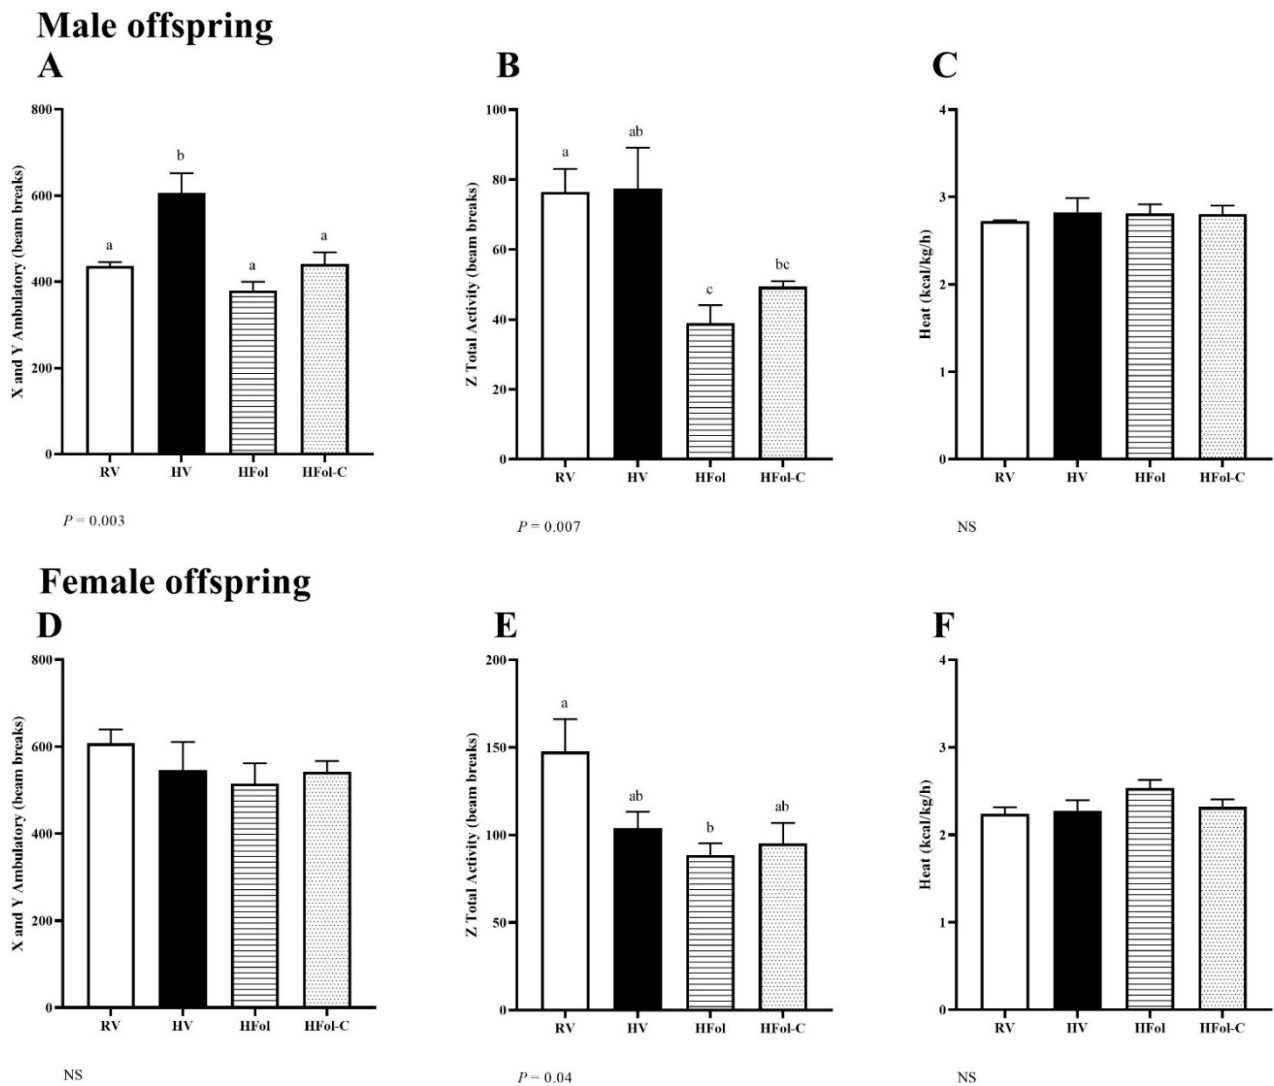 Male offspring
A
X and Y Ambulatory (beam breaks)
800
600
400
200
0
a
b
a
a
RV HV HFol HFol-C
P = 0.003
B
Z Total Activity (beam breaks)
100
80
60
40
20
0
a
ab
c
bc
RV HV HFol HFol-C
P = 0.007
C
Heat (kcal/kg/h)
4
3
2
1
0
RV HV HFol HFol-C
NS
Female offspring
D
X and Y Ambulatory (beam breaks)
800
600
400
200
0
RV HV HFol HFol-C
NS
E
Z Total Activity (beam breaks)
200
150
100
50
0
a
ab
b
ab
RV HV HFol HFol-C
P = 0.04
F
Heat (kcal/kg/h)
4
3
2
1
0
RV HV HFol HFol-C
NS